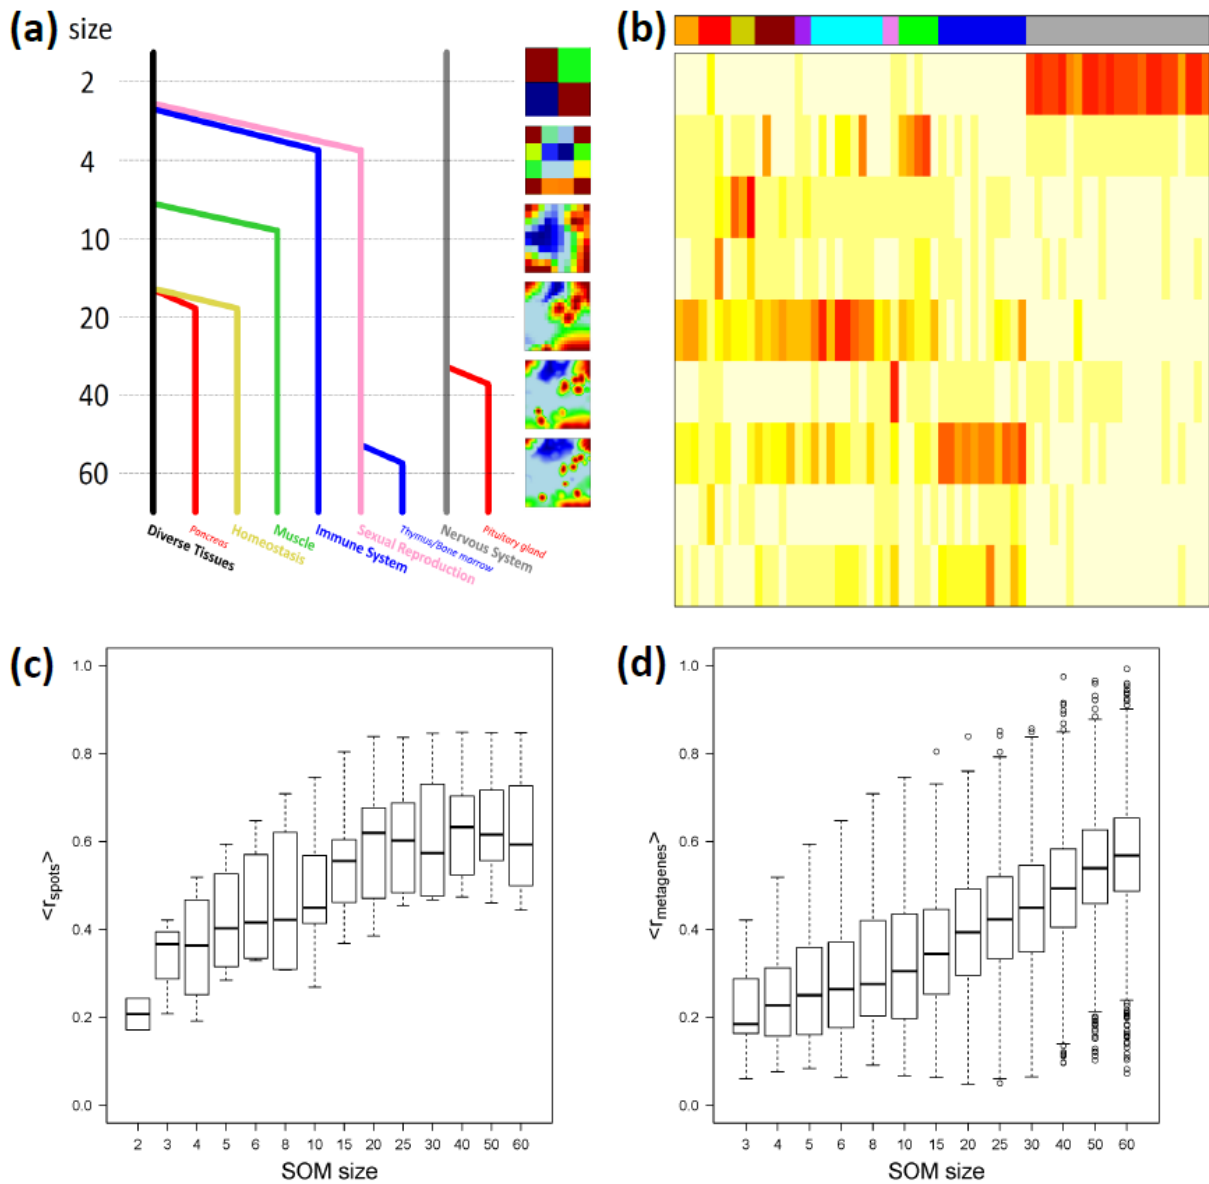 (a) size
2
4
10
20
40
60
Diverse Tissues
Pancreas
Homeostasis
Muscle
Immune System
Sexual Reproduction
Thymus/Bone morrow
Nervous System
Pituitory gland
(b)
(c)
1.0
0.8
0.6
0.4
0.2
0.0
<r_spots>
2 3 4 5 6 8 10 15 20 25 30 40 50 60
SOM size
(d)
1.0
0.8
0.6
0.4
0.2
0.0
<r_metagenes>
3 4 5 6 8 10 15 20 25 30 40 50 60
SOM size